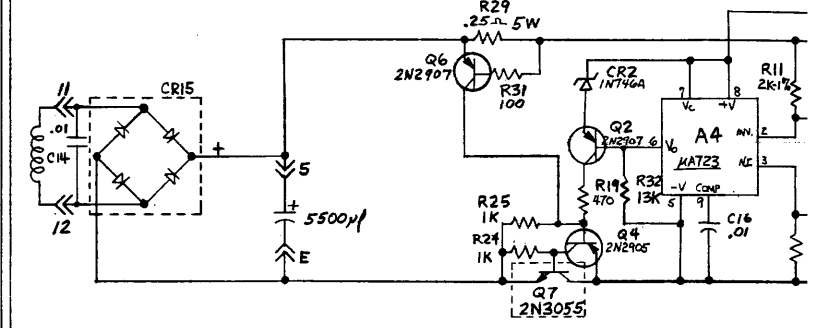 R29
.25Ω 5W
Q6
2N2907
R31
100
CR2
1N746A
7
Vc
8
+V
R11
2K-1%
11
CR15
.01
C14
+
12
5
+
5500µf
E
Q2
2N2907
6
Vo
A4
µA723
INV.
2
N.I.
3
R19
470
R32
13K
-V
5
COMP
9
C16
.01
R25
1K
R24
1K
Q4
2N2905
Q7
2N3055